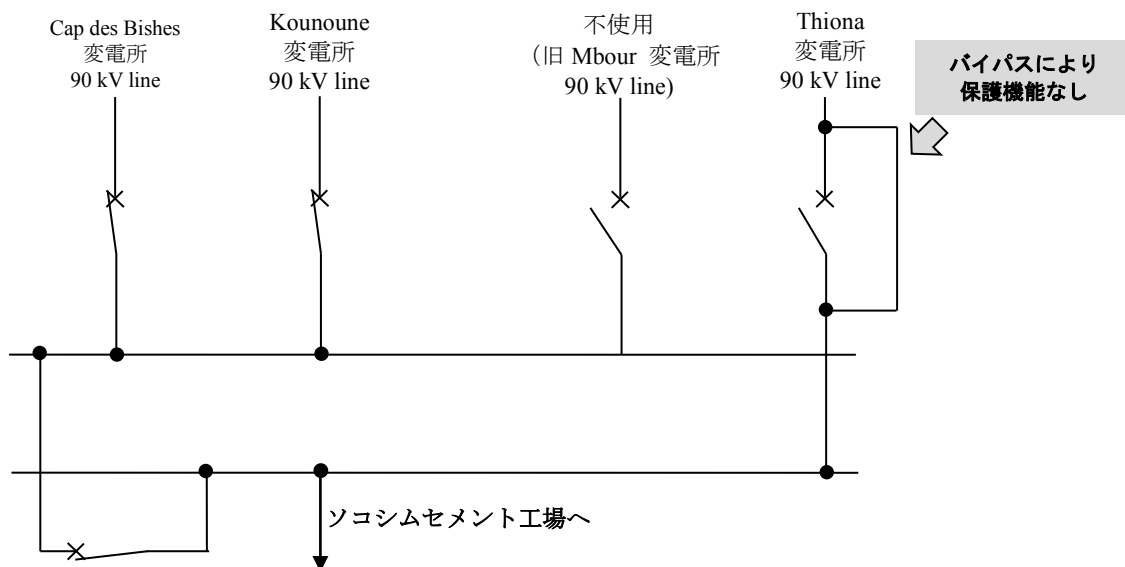 Cap des Bishes
変電所
90 kV line
Kounoune
変電所
90 kV line
不使用
（旧 Mbour 変電所
90 kV line)
Thiona
変電所
90 kV line
バイパスにより
保護機能なし
ソコシムセメント工場へ